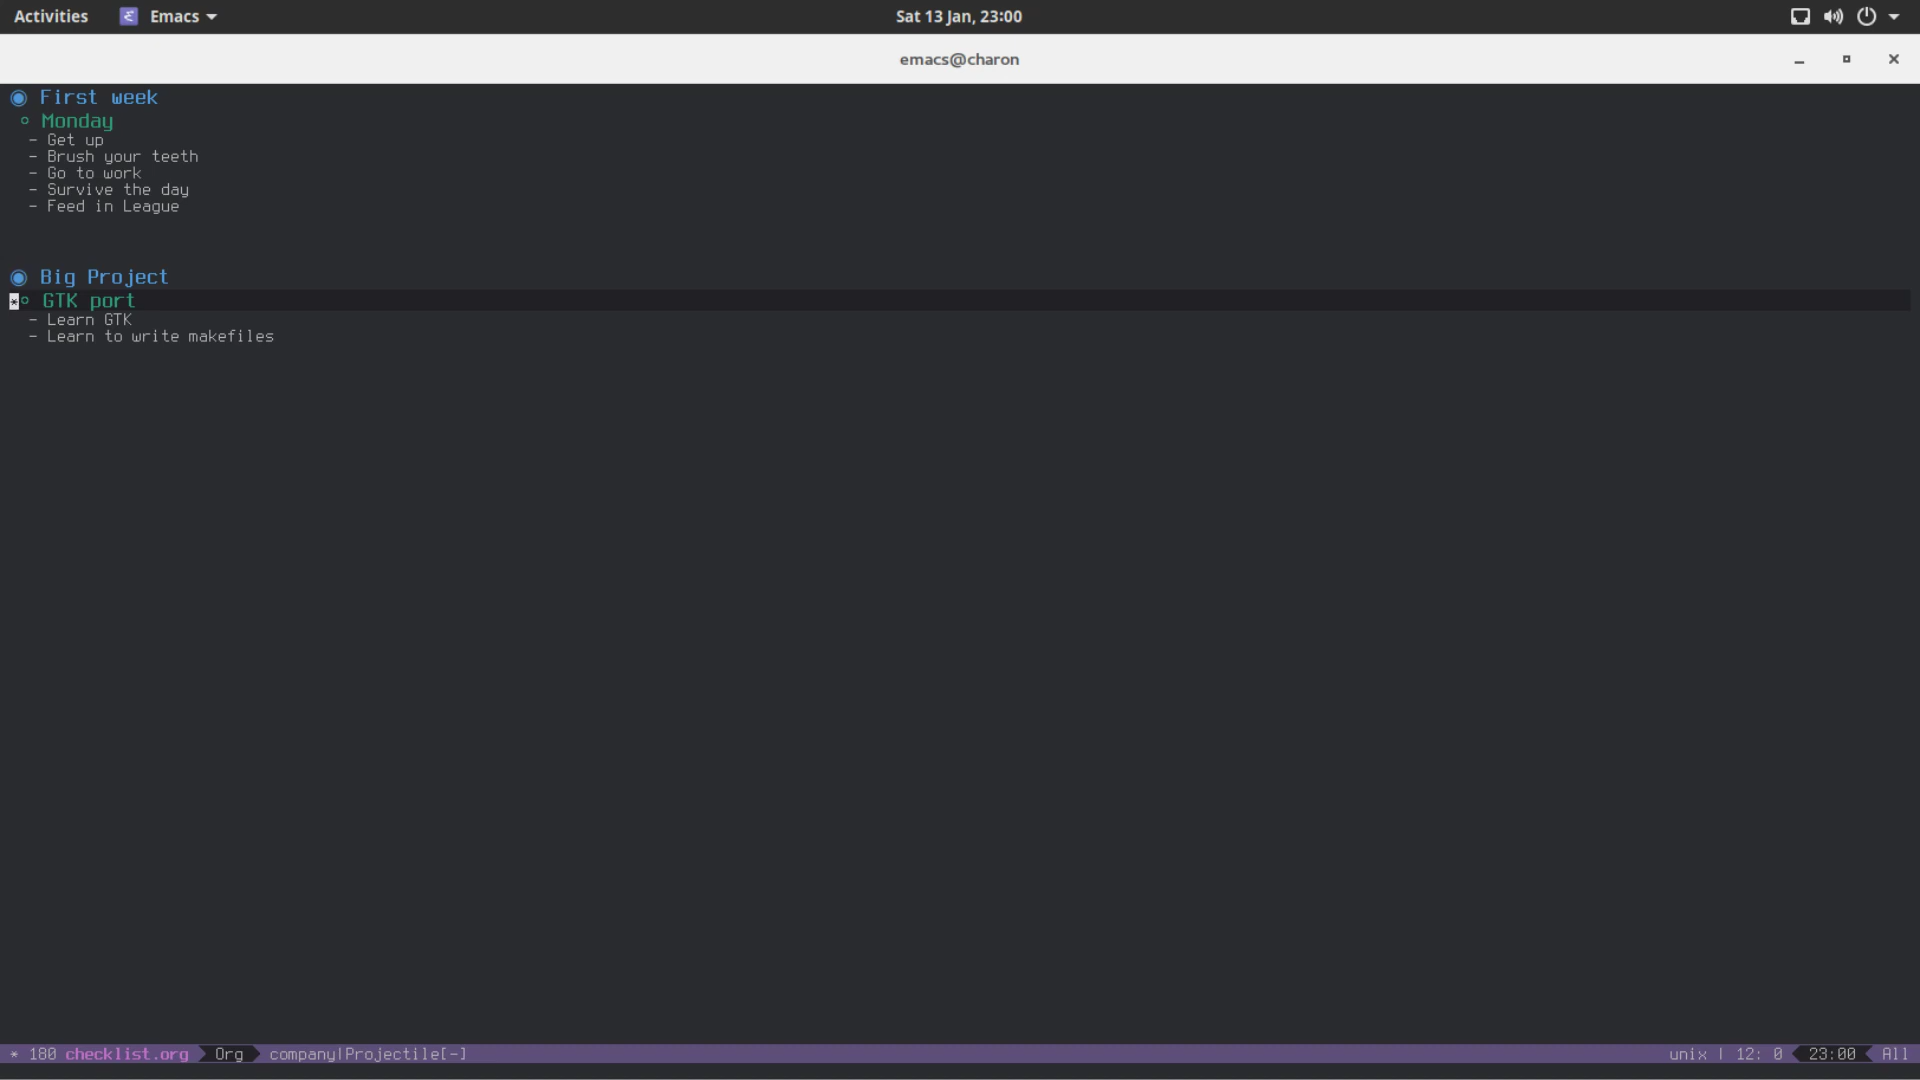 Activities Emacs Sat 13 Jan, 23:00
emacs@charon
First week
Monday
- Get up
- Brush your teeth
- Go to work
- Survive the day
- Feed in League
Big Project
* GTK port
- Learn GTK
- Learn to write makefiles
* 180 checklist.org Org company|Projectile[-] unix | 12: 0 23:00 All